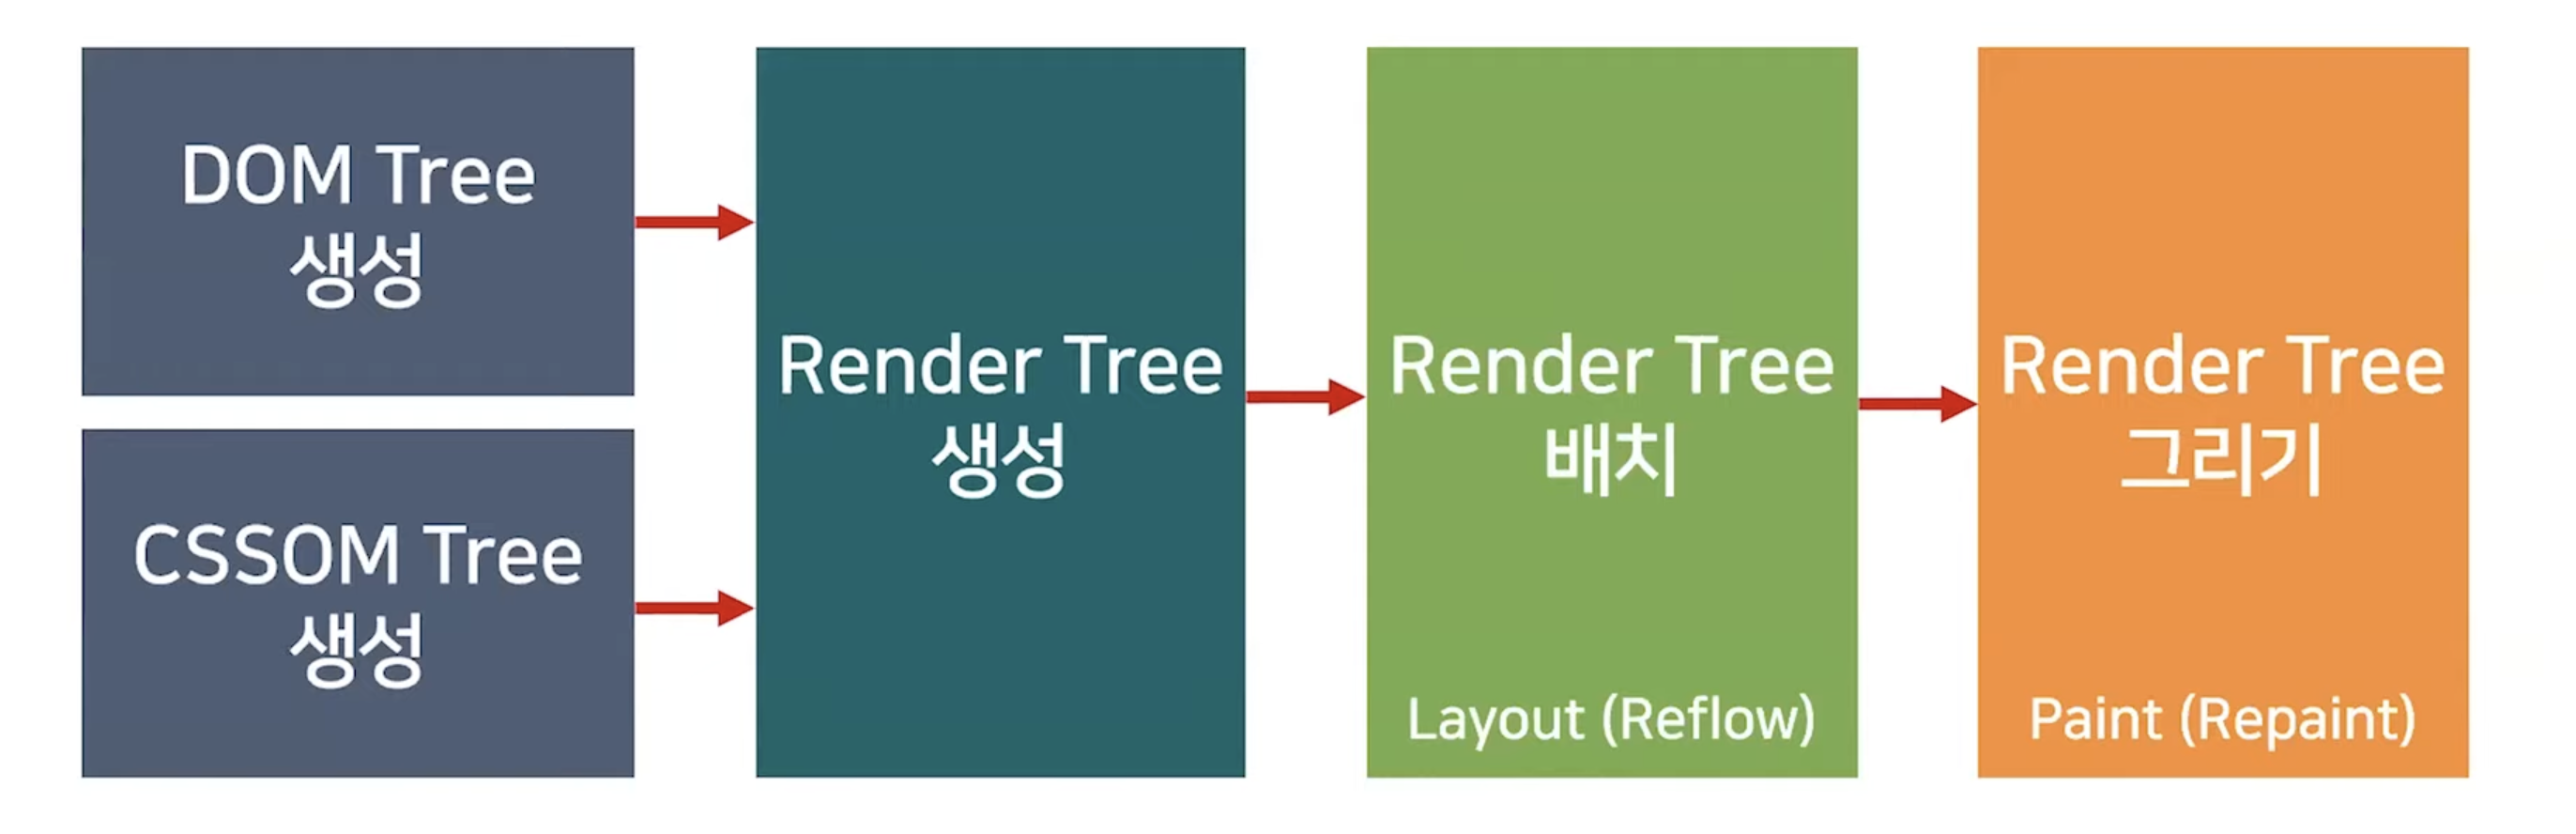 DOM Tree
생성
CSSOM Tree
생성
Render Tree
생성
Render Tree
배치
Layout (Reflow)
Render Tree
그리기
Paint (Repaint)